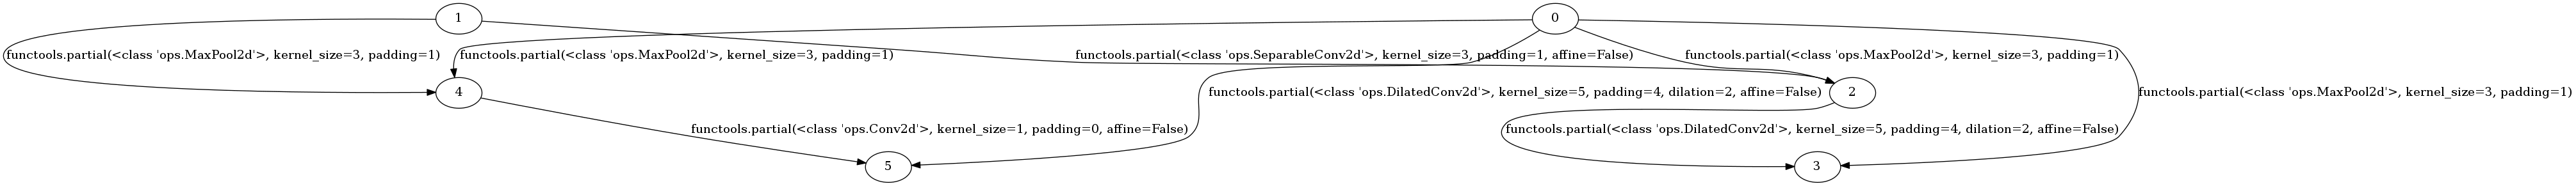 1
0
functools.partial(<class 'ops.MaxPool2d'>, kernel_size=3, padding=1)
functools.partial(<class 'ops.MaxPool2d'>, kernel_size=3, padding=1)
functools.partial(<class 'ops.SeparableConv2d'>, kernel_size=3, padding=1, affine=False)
functools.partial(<class 'ops.MaxPool2d'>, kernel_size=3, padding=1)
4
functools.partial(<class 'ops.DilatedConv2d'>, kernel_size=5, padding=4, dilation=2, affine=False)
2
functools.partial(<class 'ops.MaxPool2d'>, kernel_size=3, padding=1)
functools.partial(<class 'ops.Conv2d'>, kernel_size=1, padding=0, affine=False)
functools.partial(<class 'ops.DilatedConv2d'>, kernel_size=5, padding=4, dilation=2, affine=False)
5
3